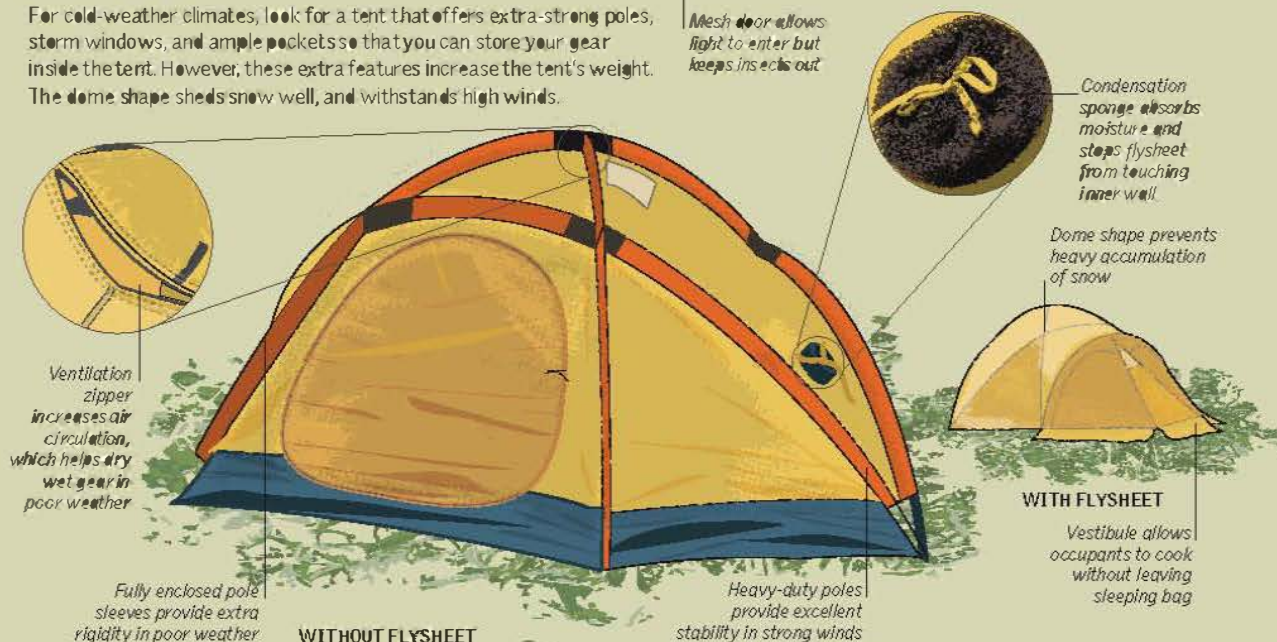 For cold-weather climates, look for a tent that offers extra-strong poles,
storm windows, and ample pockets so that you can store your gear
inside the tent. However, these extra features increase the tent's weight.
The dome shape sheds snow well, and withstands high winds.
Mesh door allows
light to enter but
keeps insects out
Condensation
sponge absorbs
moisture and
stops flysheet
from touching
inner wall
Dome shape prevents
heavy accumulation
of snow
Ventilation
zipper
increases air
circulation,
which helps dry
wet gear in
poor weather
WITH FLYSHEET
Vestibule allows
occupants to cook
without leaving
sleeping bag
Fully enclosed pole
sleeves provide extra
rigidity in poor weather
WITHOUT FLYSHEET
Heavy-duty poles
provide excellent
stability in strong winds